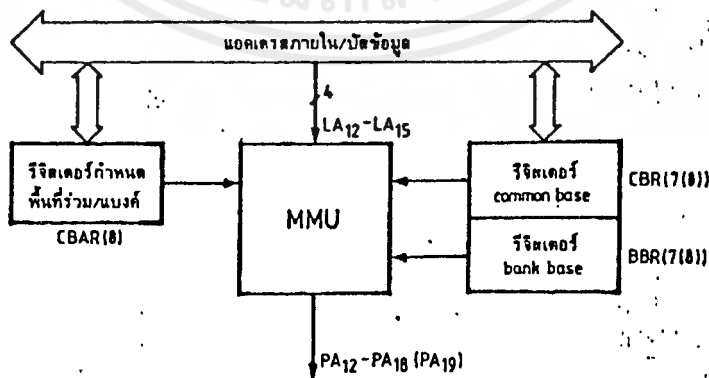 แอดเดรสภายใน/บัสข้อมูล
4
LA12-LA15
รีจิสเตอร์กำหนด
พื้นที่ร่วม/แบงค์
CBAR(8)
MMU
รีจิสเตอร์
common base
CBR(7(8))
รีจิสเตอร์
bank base
BBR(7(8))
PA12-PA18 (PA19)